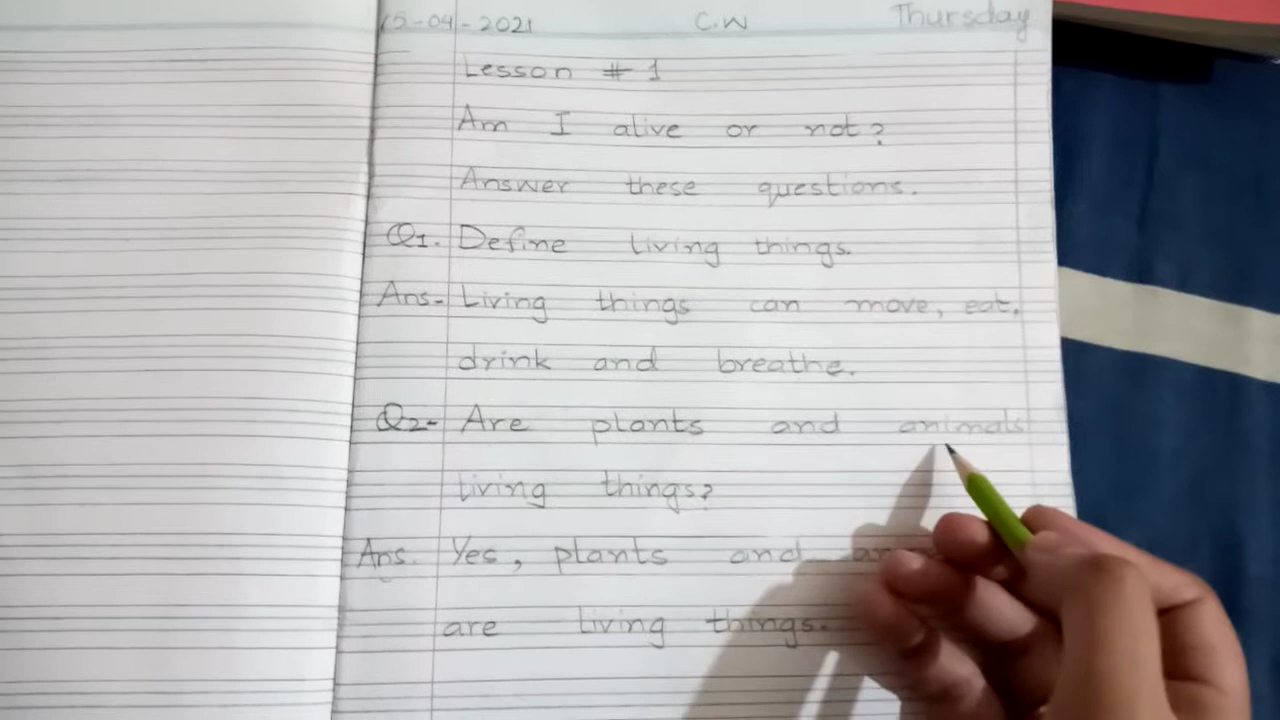 15-04-2021 C.W Thursday
Lesson # 1
Am I alive or not?
Answer these questions.
Q1. Define living things.
Ans- Living things can move, eat,
drink and breathe.
Q2- Are plants and animals
living things?
Ans. Yes, plants and
are living things.